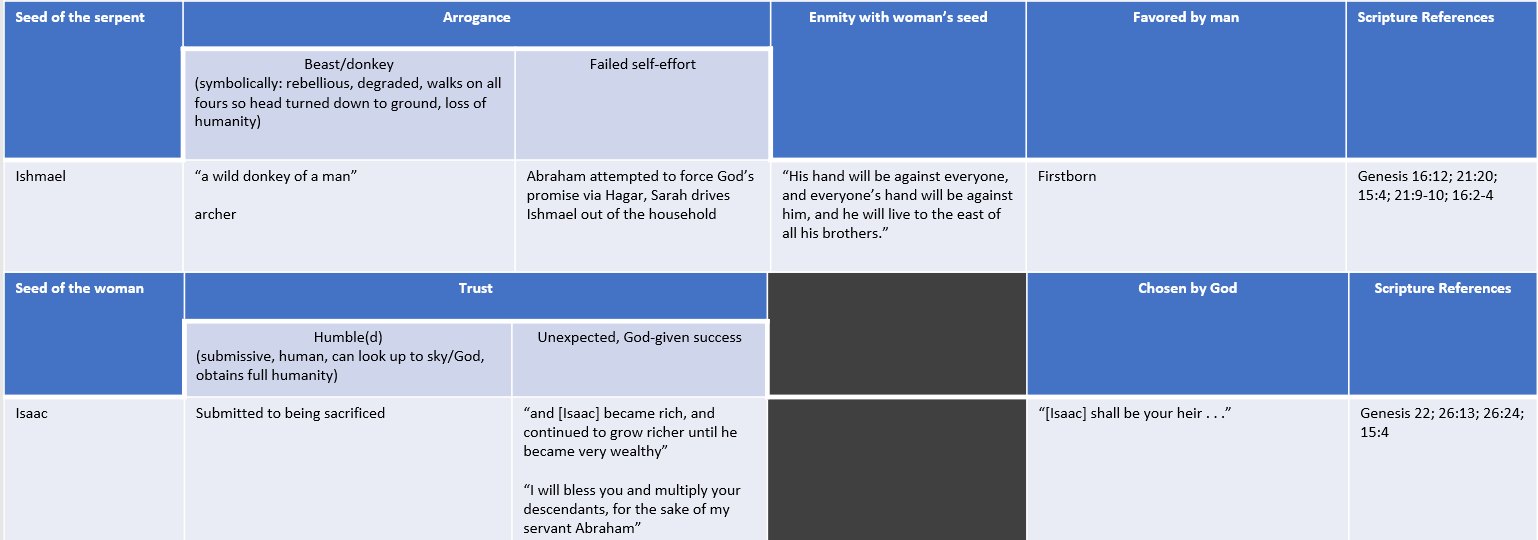 Seed of the serpent
Arrogance
Enmity with woman's seed
Favored by man
Scripture References
Beast/donkey
(symbolically: rebellious, degraded, walks on all
fours so head turned down to ground, loss of
humanity)
Failed self-effort
Ishmael
“a wild donkey of a man”
archer
Abraham attempted to force God’s
promise via Hagar, Sarah drives
Ishmael out of the household
“His hand will be against everyone,
and everyone’s hand will be against
him, and he will live to the east of
all his brothers.”
Firstborn
Genesis 16:12; 21:20;
15:4; 21:9-10; 16:2-4
Seed of the woman
Trust
Chosen by God
Scripture References
Humble(d)
(submissive, human, can look up to sky/God,
obtains full humanity)
Unexpected, God-given success
Isaac
Submitted to being sacrificed
“and [Isaac] became rich, and
continued to grow richer until he
became very wealthy”
“I will bless you and multiply your
descendants, for the sake of my
servant Abraham”
“[Isaac] shall be your heir . . .”
Genesis 22; 26:13; 26:24;
15:4